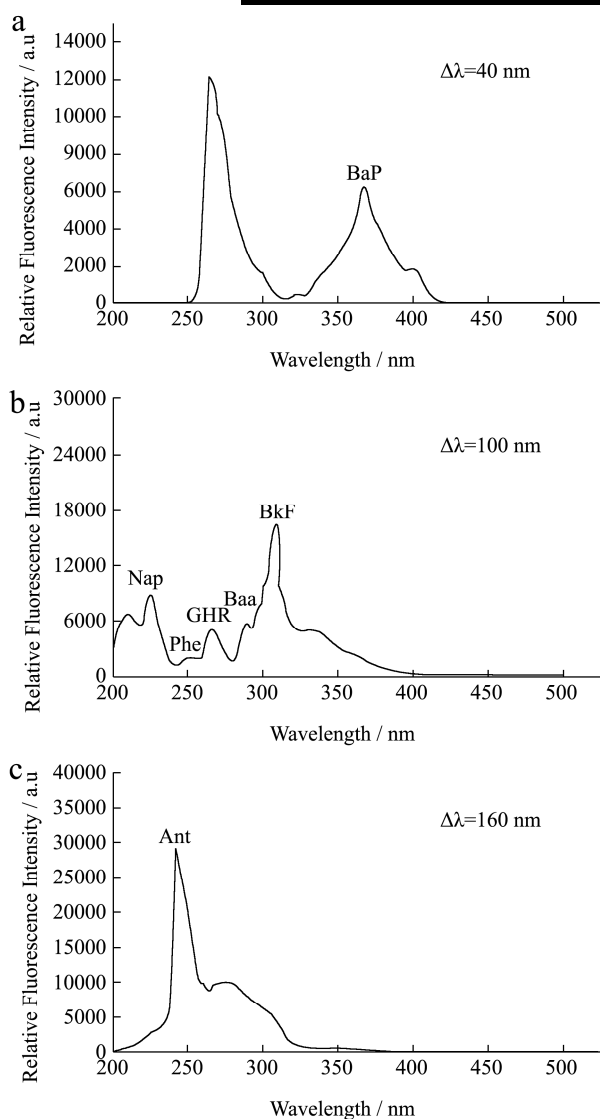 a
Relative Fluorescence Intensity / a.u
14000
12000
10000
9000
6000
4000
2000
0
Δλ=40 nm
BaP
200 250 300 350 400 450 500
Wavelength / nm
b
Relative Fluorescence Intensity / a.u
30000
24000
18000
12000
6000
0
Δλ=100 nm
Nap
Phe
GHR
Baa
BkF
200 250 300 350 400 450 500
Wavelength / nm
c
Relative Fluorescence Intensity / a.u
40000
35000
30000
25000
20000
15000
10000
5000
0
Δλ=160 nm
Ant
200 250 300 350 400 450 500
Wavelength / nm